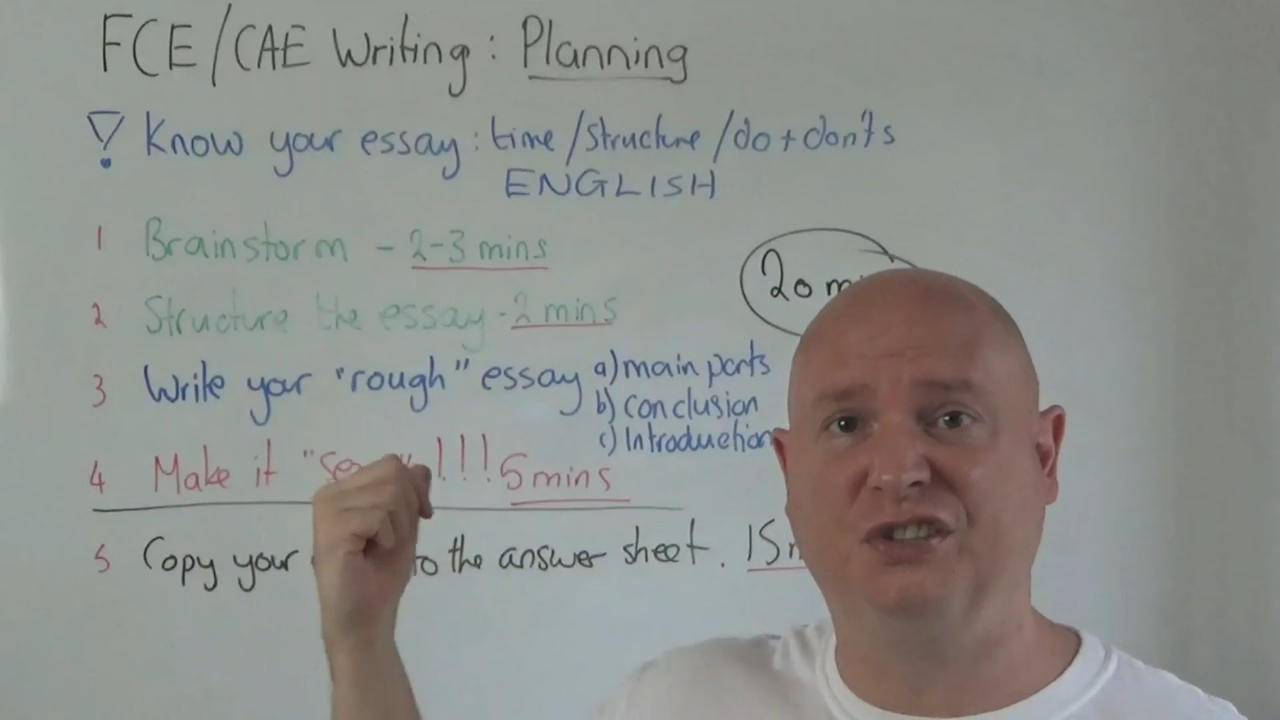 FCE/CAE Writing: Planning
! Know your essay: time/structure/do+don'ts
ENGLISH
1 Brainstorm - 2-3 mins
20
2 Structure the essay - 2 mins
3 Write your "rough" essay a) main parts
b) conclusion
c) Introduction
4 Make it !!! 5 mins
5 Copy your to the answer sheet. 15